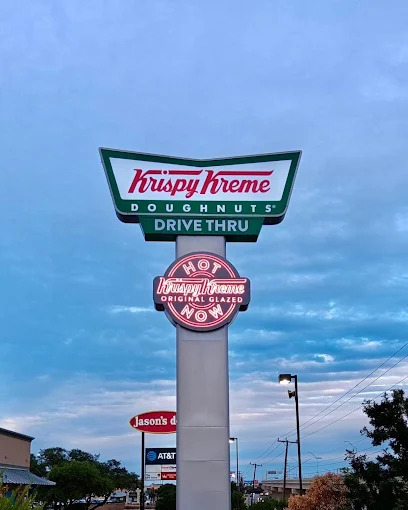 Krispy Kreme
DOUGHNUTS
DRIVE THRU
HOT
Krispy Kreme
ORIGINAL GLAZED
NOW
Jason's d
AT&T